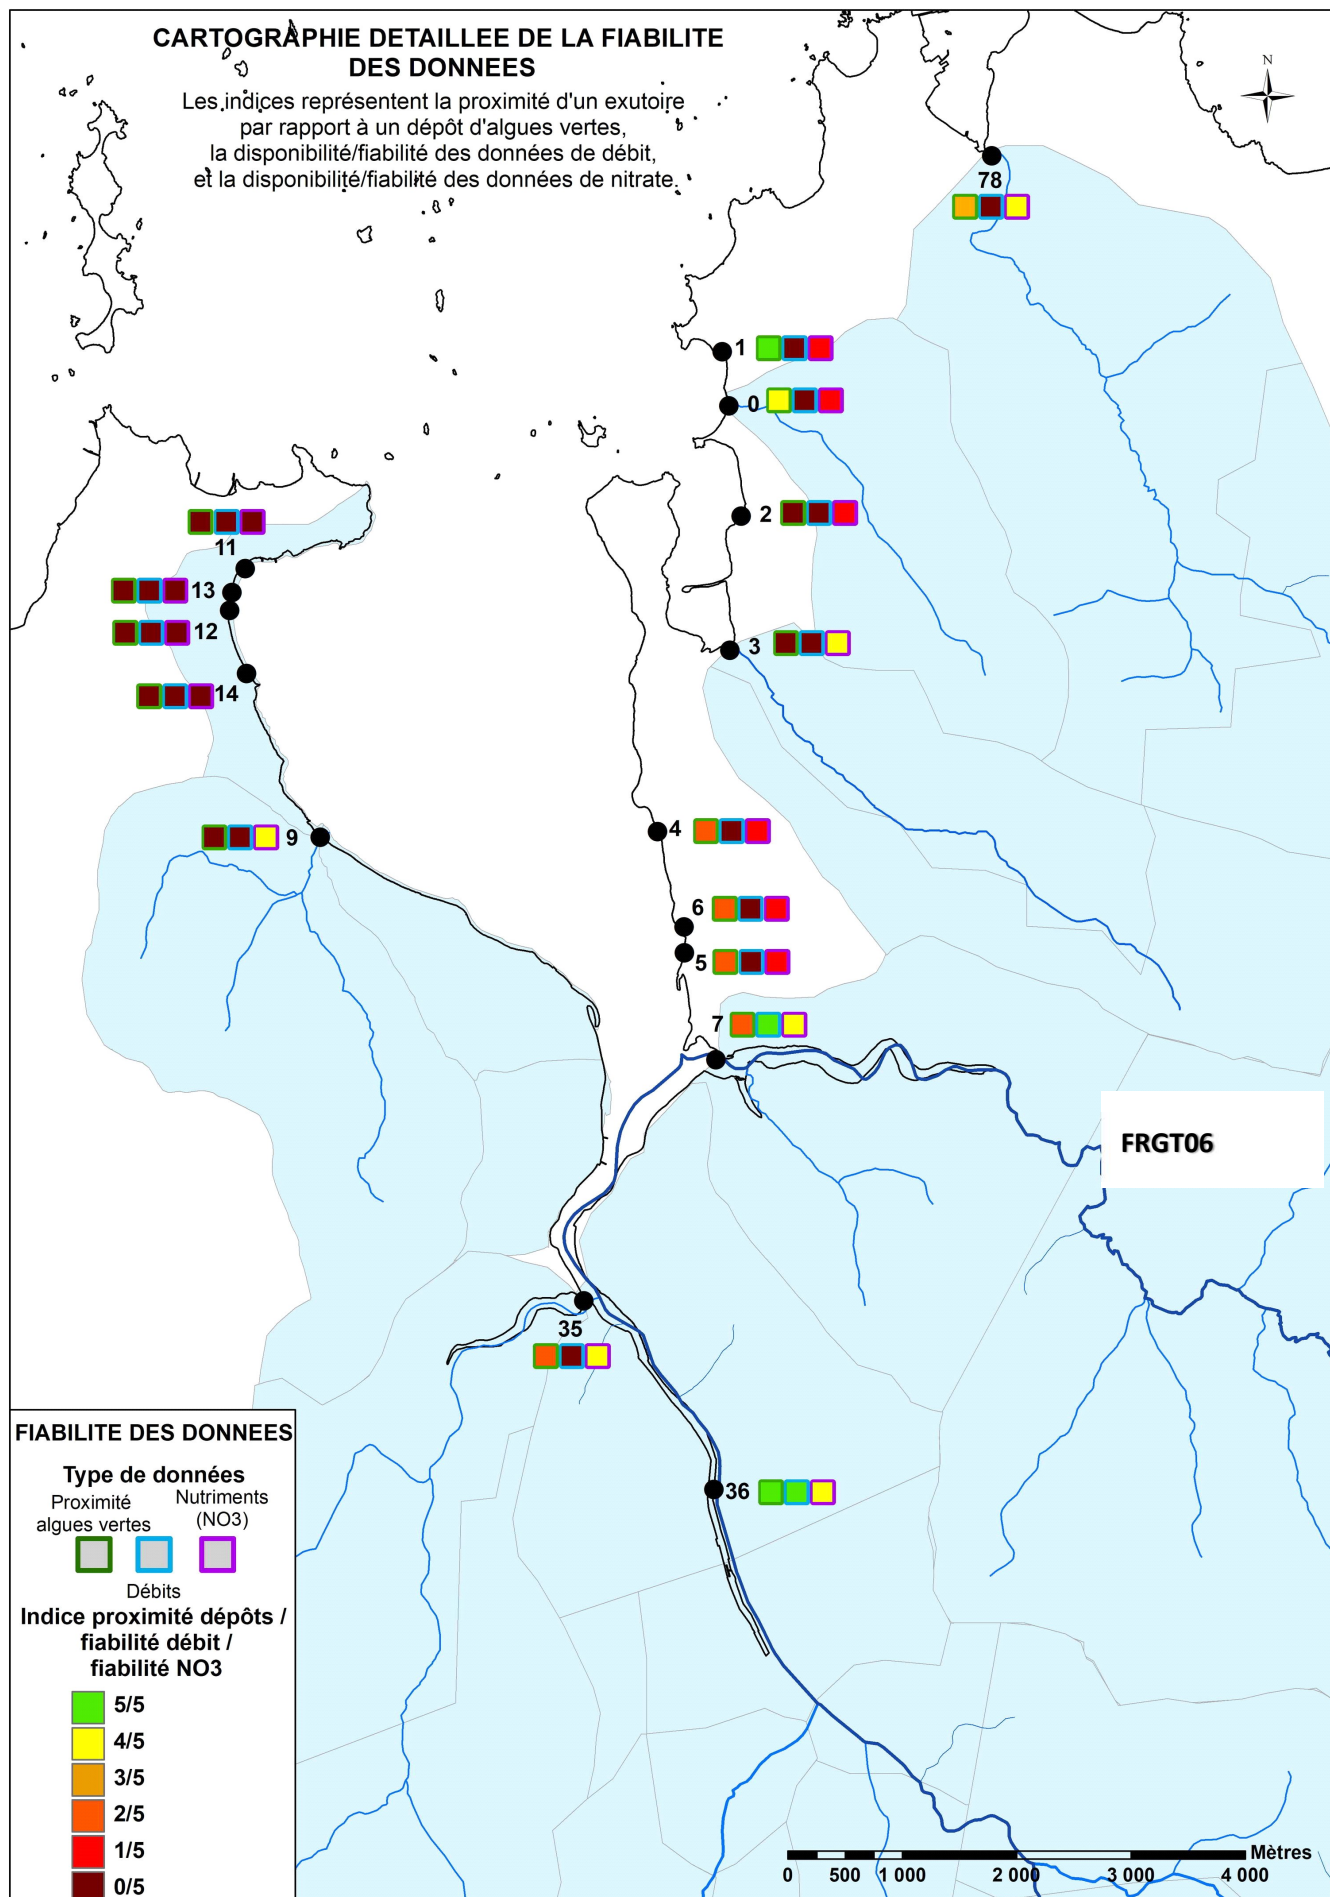 CARTOGRAPHIE DETAILLEE DE LA FIABILITE
DES DONNEES
Les indices représentent la proximité d'un exutoire
par rapport à un dépôt d'algues vertes,
la disponibilité/fiabilité des données de débit,
et la disponibilité/fiabilité des données de nitrate.
N
78
1
0
2
11
13
12
3
14
4
9
6
5
7
FRGT06
35
36
FIABILITE DES DONNEES
Type de données
Proximité
algues vertes
Nutriments
(NO3)
Débits
Indice proximité dépôts /
fiabilité débit /
fiabilité NO3
5/5
4/5
3/5
2/5
1/5
0/5
Mètres
0 500 1 000 2 000 3 000 4 000